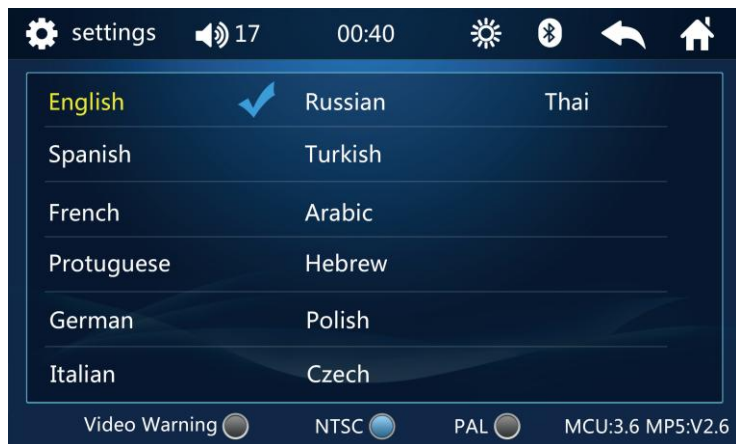 settings 17 00:40
English Russian Thai
Spanish Turkish
French Arabic
Protuguese Hebrew
German Polish
Italian Czech
Video Warning NTSC PAL MCU:3.6 MP5:V2.6